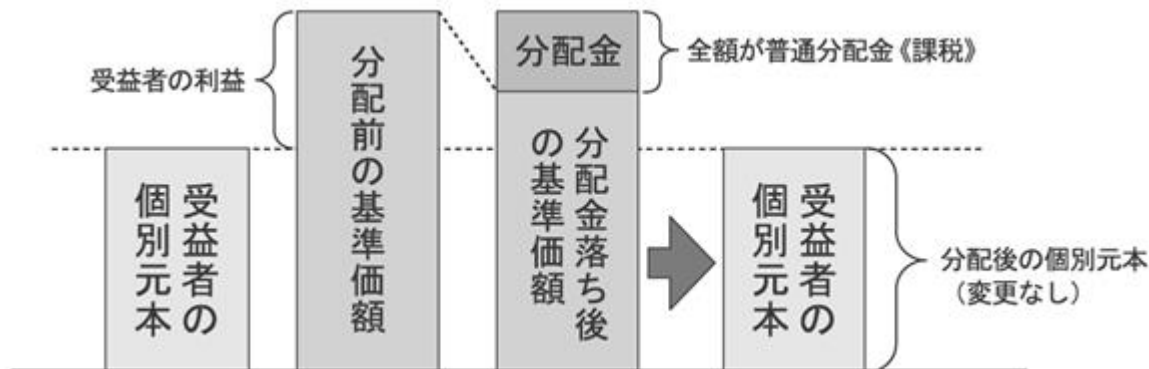 受益者の利益
受益者の
個別元本
分配前の基準価額
分配金
全額が普通分配金《課税》
分配金落ち後
の基準価額
受益者の
個別元本
分配後の個別元本
（変更なし）